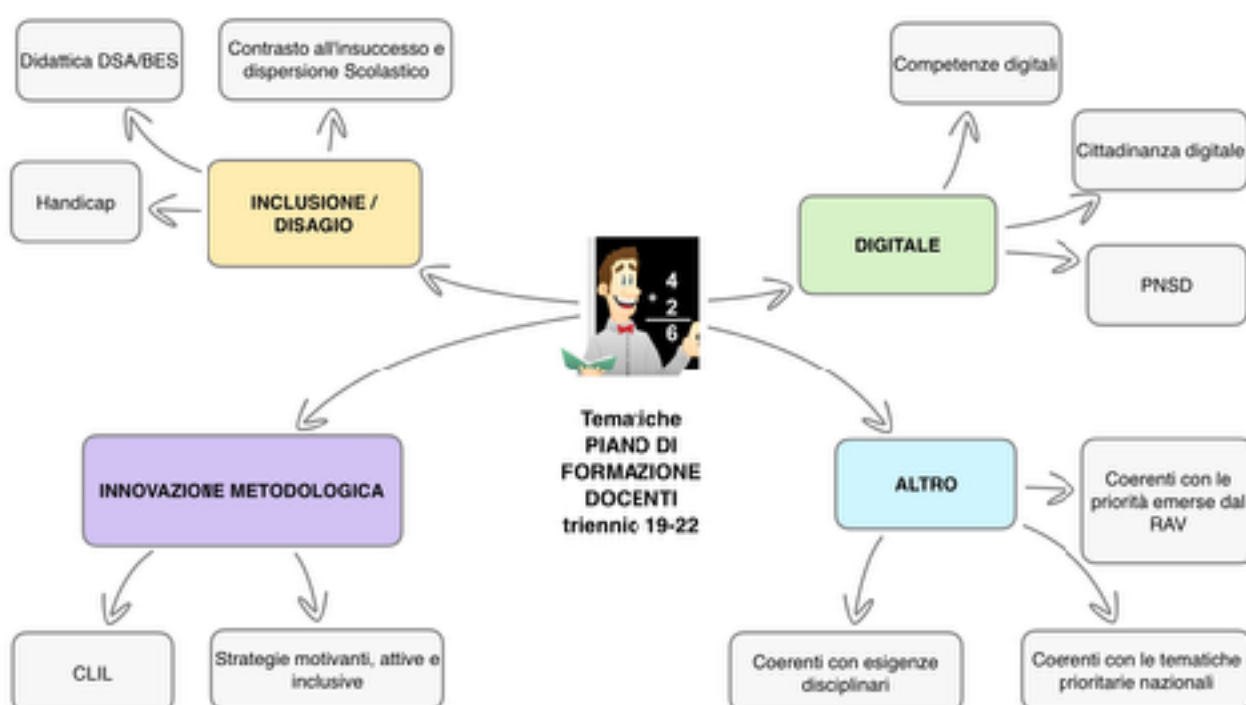 Didattica DSA/BES
Contrasto all'insuccesso e
dispersione Scolastico
Handicap
INCLUSIONE /
DISAGIO
Competenze digitali
Cittadinanza digitale
DIGITALE
PNSD
4
+ 2
6
Tematiche
PIANO DI
FORMAZIONE
DOCENTI
triennio 19-22
INNOVAZIONE METODOLOGICA
CLIL
Strategie motivanti, attive e
inclusive
ALTRO
Coerenti con le
priorità emerse dal
RAV
Coerenti con esigenze
disciplinari
Coerenti con le tematiche
prioritarie nazionali